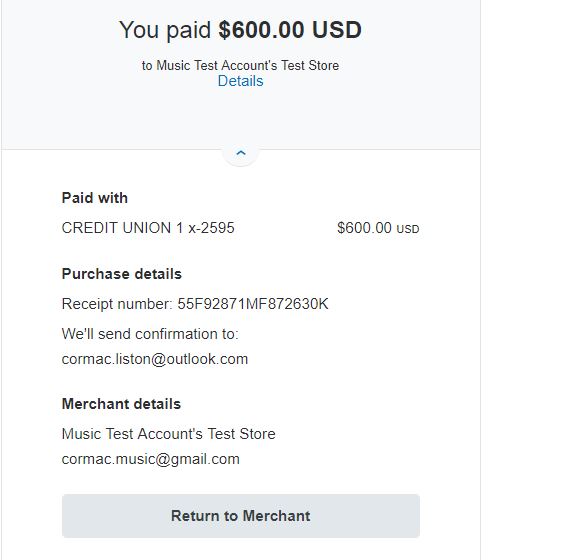 You paid $600.00 USD
to Music Test Account's Test Store
Details
Paid with
CREDIT UNION 1 x-2595 $600.00 USD
Purchase details
Receipt number: 55F92871MF872630K
We'll send confirmation to:
cormac.liston@outlook.com
Merchant details
Music Test Account's Test Store
cormac.music@gmail.com
Return to Merchant